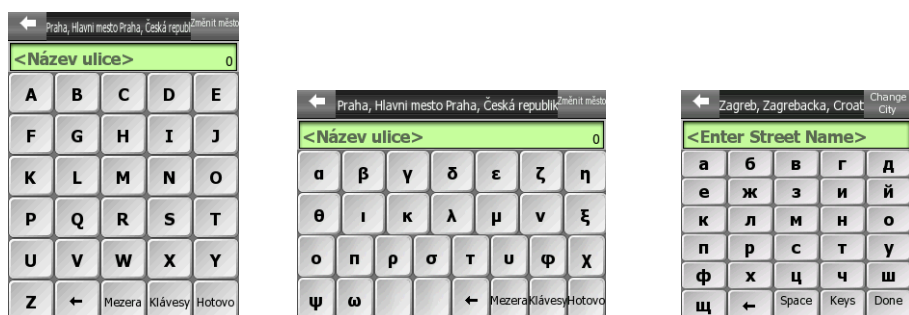 Praha, Hlavni mesto Praha, Česká republ Změnit město
<Název ulice> 0
A B C D E
F G H I J
K L M N O
P Q R S T
U V W X Y
Z ← Mezera Klávesy Hotovo
Praha, Hlavni mesto Praha, Česká republik Změnit město
<Název ulice> 0
α β γ δ ε ζ η
θ ι κ λ μ ν ξ
ο π ρ σ τ υ φ χ
ψ ω ← Mezera Klávesy Hotovo
Zagreb, Zagrebacka, Croat Change City
<Enter Street Name>
а б в г д
е ж з и й
к л м н о
п р с т у
ф х ц ч ш
щ ← Space Keys Done